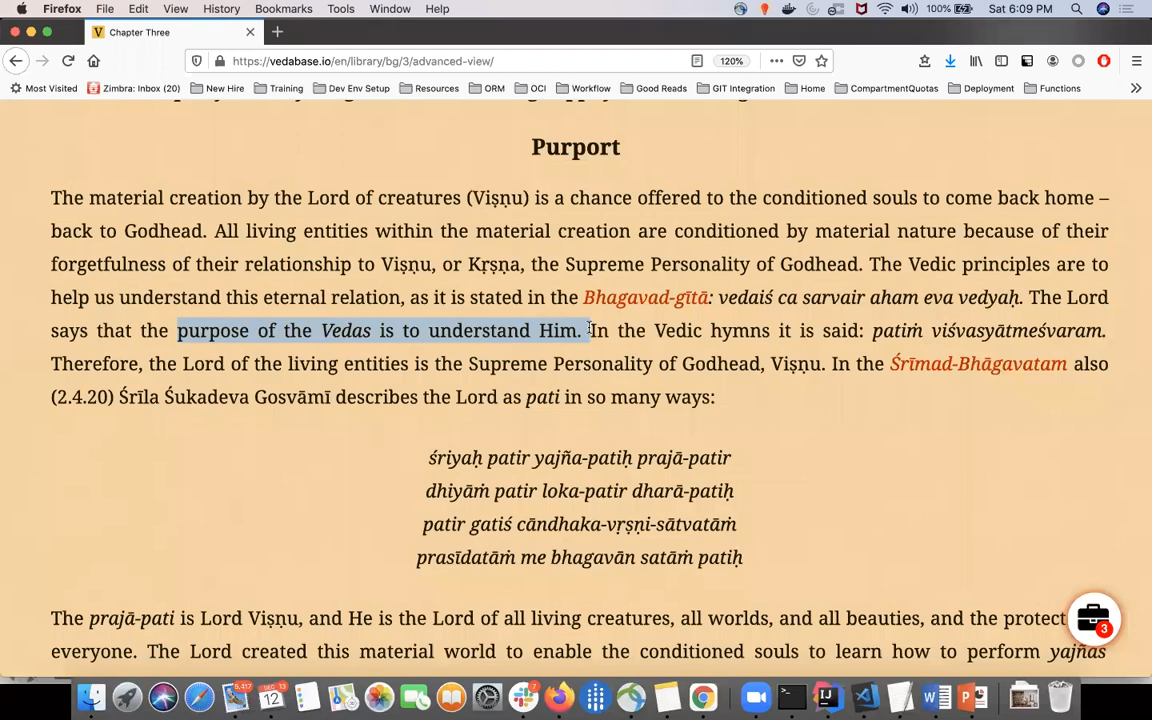 Firefox File Edit View History Bookmarks Tools Window Help 100% Sat 6:09 PM
Chapter Three
https://vedabase.io/en/library/bg/3/advanced-view/ 120%
Most Visited Zimbra: Inbox (20) New Hire Training Dev Env Setup Resources ORM OCI Workflow Good Reads GIT Integration Home CompartmentQuotas Deployment Functions
Purport
The material creation by the Lord of creatures (Viṣṇu) is a chance offered to the conditioned souls to come back home –
back to Godhead. All living entities within the material creation are conditioned by material nature because of their
forgetfulness of their relationship to Viṣṇu, or Kṛṣṇa, the Supreme Personality of Godhead. The Vedic principles are to
help us understand this eternal relation, as it is stated in the Bhagavad-gītā: vedaiś ca sarvair aham eva vedyaḥ. The Lord
says that the purpose of the Vedas is to understand Him. In the Vedic hymns it is said: patiṁ viśvasyātmeśvaram.
Therefore, the Lord of the living entities is the Supreme Personality of Godhead, Viṣṇu. In the Śrīmad-Bhāgavatam also
(2.4.20) Śrīla Śukadeva Gosvāmī describes the Lord as pati in so many ways:
śriyaḥ patir yajña-patiḥ prajā-patir
dhiyāṁ patir loka-patir dharā-patiḥ
patir gatiś cāndhaka-vṛṣṇi-sātvatāṁ
prasīdatāṁ me bhagavān satāṁ patiḥ
The prajā-pati is Lord Viṣṇu, and He is the Lord of all living creatures, all worlds, and all beauties, and the protect
3
everyone. The Lord created this material world to enable the conditioned souls to learn how to perform yajñas